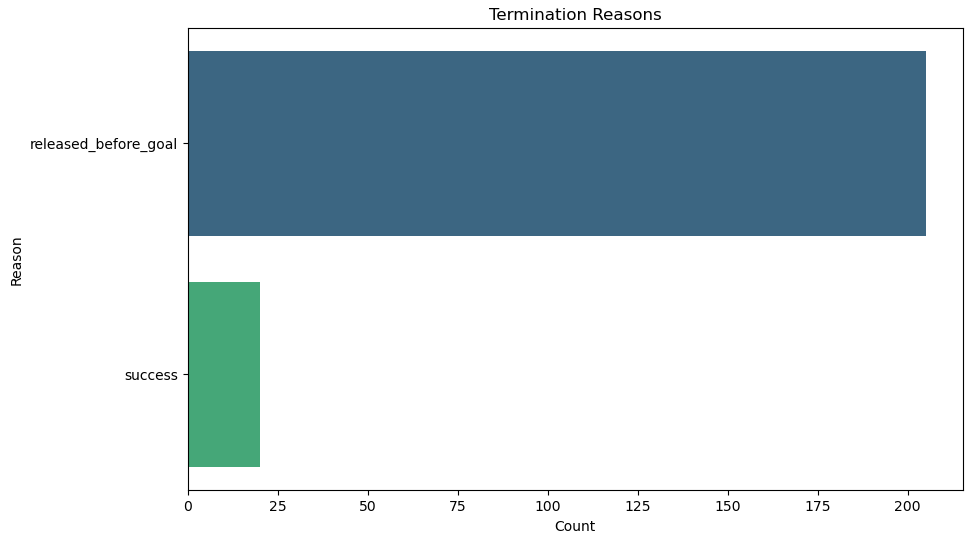 Termination Reasons
Reason
released_before_goal
success
0 25 50 75 100 125 150 175 200
Count